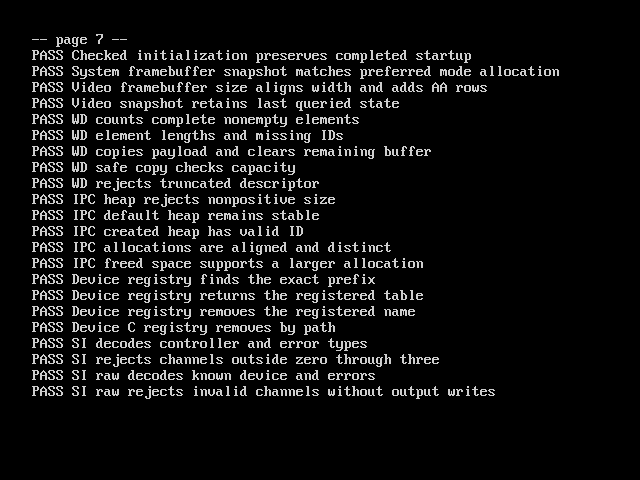 -- page 7 --
PASS Checked initialization preserves completed startup
PASS System framebuffer snapshot matches preferred mode allocation
PASS Video framebuffer size aligns width and adds AA rows
PASS Video snapshot retains last queried state
PASS WD counts complete nonempty elements
PASS WD element lengths and missing IDs
PASS WD copies payload and clears remaining buffer
PASS WD safe copy checks capacity
PASS WD rejects truncated descriptor
PASS IPC heap rejects nonpositive size
PASS IPC default heap remains stable
PASS IPC created heap has valid ID
PASS IPC allocations are aligned and distinct
PASS IPC freed space supports a larger allocation
PASS Device registry finds the exact prefix
PASS Device registry returns the registered table
PASS Device registry removes the registered name
PASS Device C registry removes by path
PASS SI decodes controller and error types
PASS SI rejects channels outside zero through three
PASS SI raw decodes known device and errors
PASS SI raw rejects invalid channels without output writes